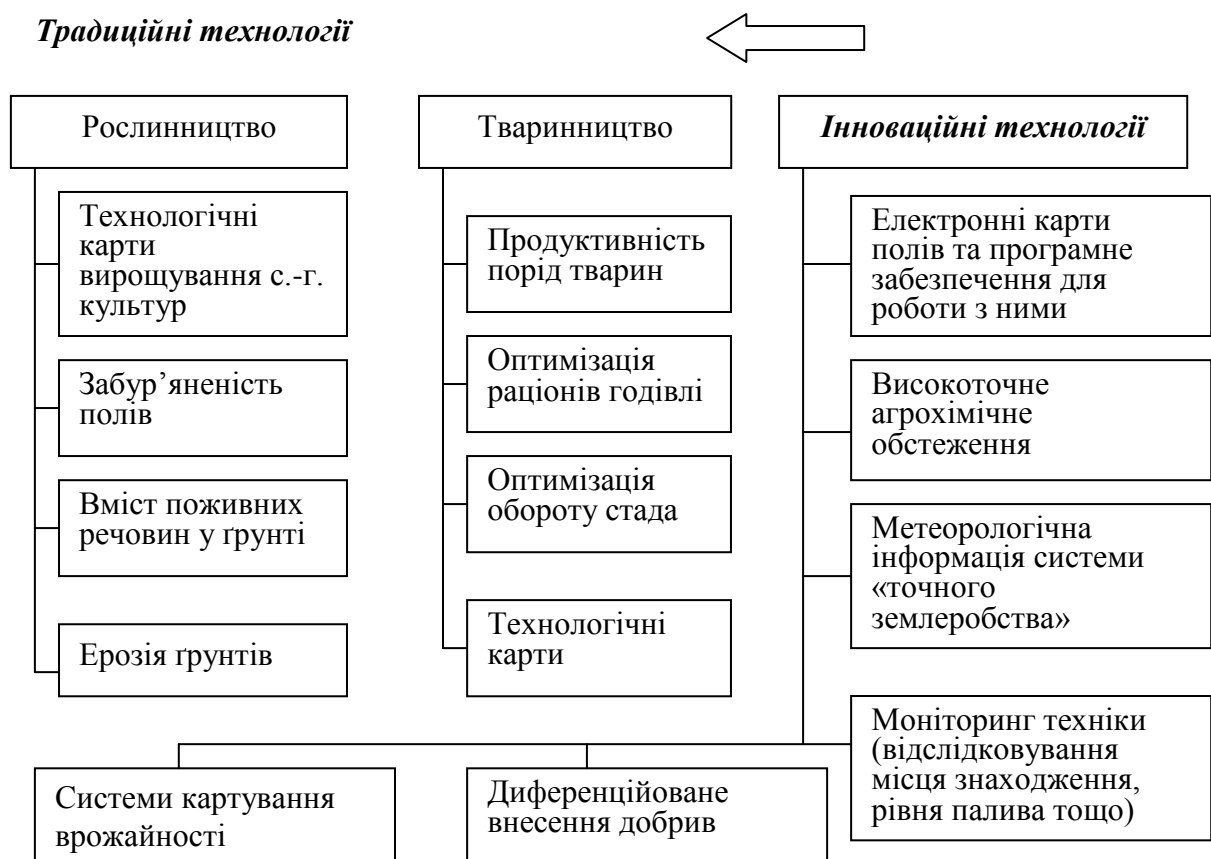 Традиційні технології
Рослинництво
Технологічні
карти
вирощування с.-г.
культур
Забур’яненість
полів
Вміст поживних
речовин у ґрунті
Ерозія ґрунтів
Тваринництво
Продуктивність
порід тварин
Оптимізація
раціонів годівлі
Оптимізація
обороту стада
Технологічні
карти
Інноваційні технології
Електронні карти
полів та програмне
забезпечення для
роботи з ними
Високоточне
агрохімічне
обстеження
Метеорологічна
інформація системи
«точного
землеробства»
Моніторинг техніки
(відслідковування
місця знаходження,
рівня палива тощо)
Диференційоване
внесення добрив
Системи картування
врожайності